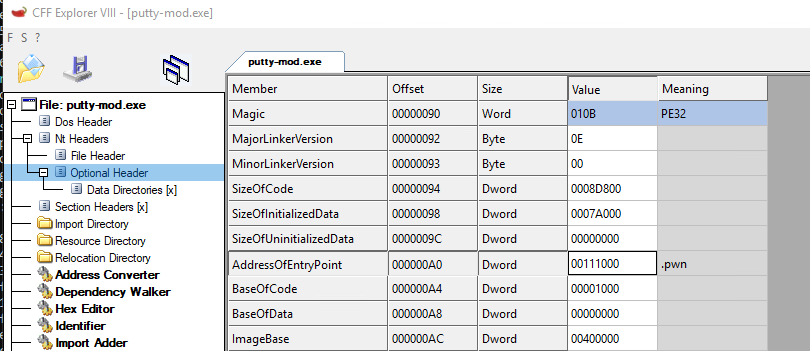 CFF Explorer VIII - [putty-mod.exe]
F S ?
putty-mod.exe
File: putty-mod.exe
Dos Header
Nt Headers
File Header
Optional Header
Data Directories [x]
Section Headers [x]
Import Directory
Resource Directory
Relocation Directory
Address Converter
Dependency Walker
Hex Editor
Identifier
Import Adder
Member Offset Size Value Meaning
Magic 00000090 Word 010B PE32
MajorLinkerVersion 00000092 Byte 0E
MinorLinkerVersion 00000093 Byte 00
SizeOfCode 00000094 Dword 0008D800
SizeOfInitializedData 00000098 Dword 0007A000
SizeOfUninitializedData 0000009C Dword 00000000
AddressOfEntryPoint 000000A0 Dword 00111000 .pwn
BaseOfCode 000000A4 Dword 00001000
BaseOfData 000000A8 Dword 00000000
ImageBase 000000AC Dword 00400000